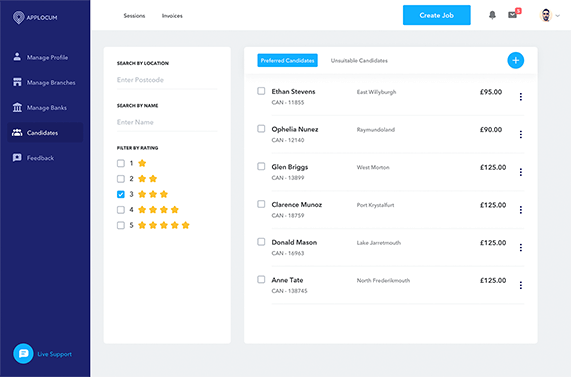 APPLOCUM
Sessions
Invoices
Create Job
5
Manage Profile
Manage Branches
Manage Banks
Candidates
Feedback
Live Support
SEARCH BY LOCATION
Enter Postcode
SEARCH BY NAME
Enter Name
FILTER BY RATING
1
2
3
4
5
Preferred Candidates
Unsuitable Candidates
Ethan Stevens East Willyburgh £95.00
CAN - 11855
Ophelia Nunez Raymundoland £90.00
CAN - 12140
Glen Briggs West Morton £125.00
CAN - 13899
Clarence Munoz Port Krystalfurt £125.00
CAN - 18759
Donald Mason Lake Jarretmouth £125.00
CAN - 16963
Anne Tate North Frederikmouth £125.00
CAN - 138745